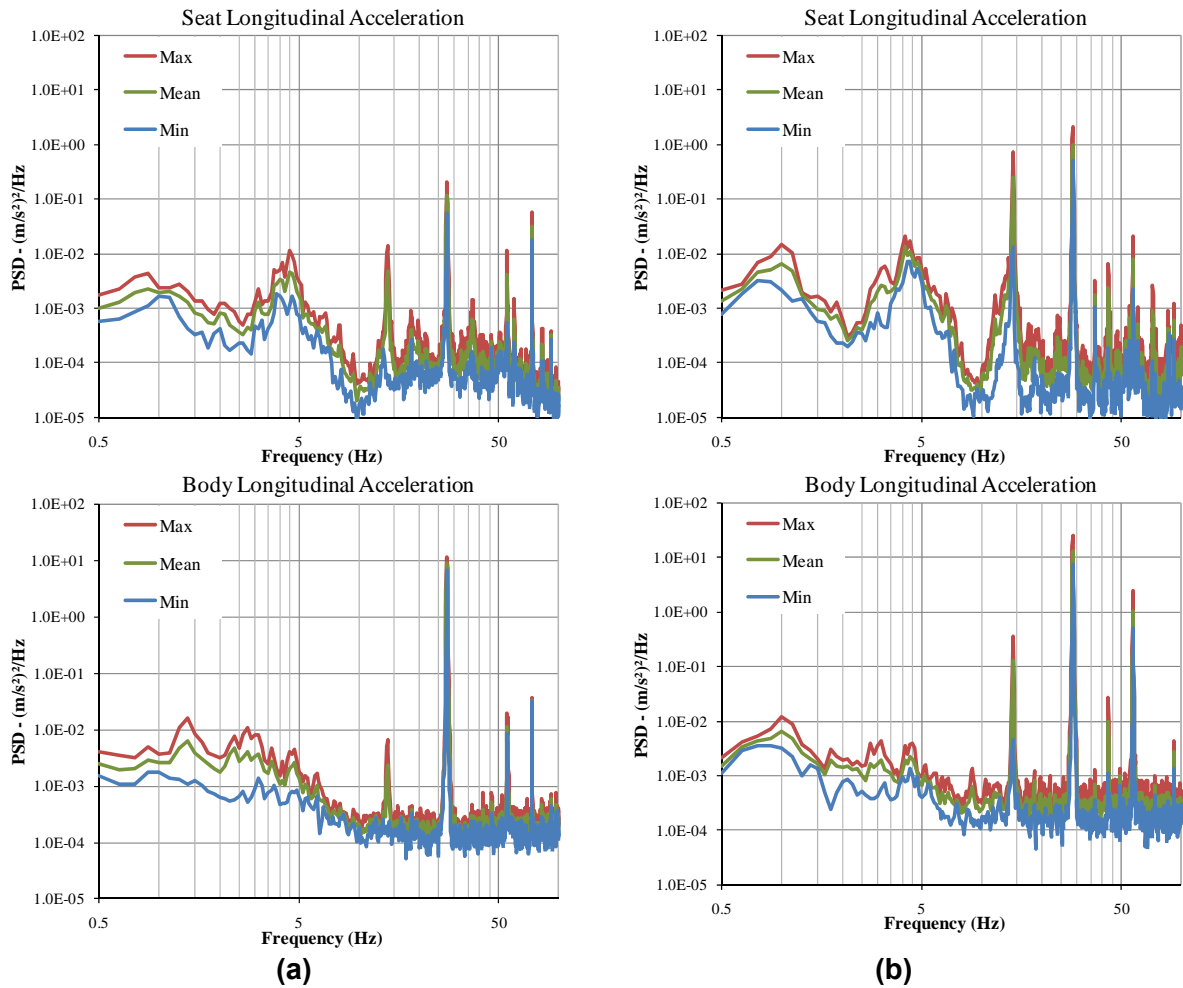 Seat Longitudinal Acceleration
1.0E+02
1.0E+01
1.0E+00
1.0E-01
1.0E-02
1.0E-03
1.0E-04
1.0E-05
PSD - (m/s²)²/Hz
Max
Mean
Min
0.5 5 50
Frequency (Hz)
Seat Longitudinal Acceleration
1.0E+02
1.0E+01
1.0E+00
1.0E-01
1.0E-02
1.0E-03
1.0E-04
1.0E-05
PSD - (m/s²)²/Hz
Max
Mean
Min
0.5 5 50
Frequency (Hz)
Body Longitudinal Acceleration
1.0E+02
1.0E+01
1.0E+00
1.0E-01
1.0E-02
1.0E-03
1.0E-04
1.0E-05
PSD - (m/s²)²/Hz
Max
Mean
Min
0.5 5 50
Frequency (Hz)
(a)
Body Longitudinal Acceleration
1.0E+02
1.0E+01
1.0E+00
1.0E-01
1.0E-02
1.0E-03
1.0E-04
1.0E-05
PSD - (m/s²)²/Hz
Max
Mean
Min
0.5 5 50
Frequency (Hz)
(b)